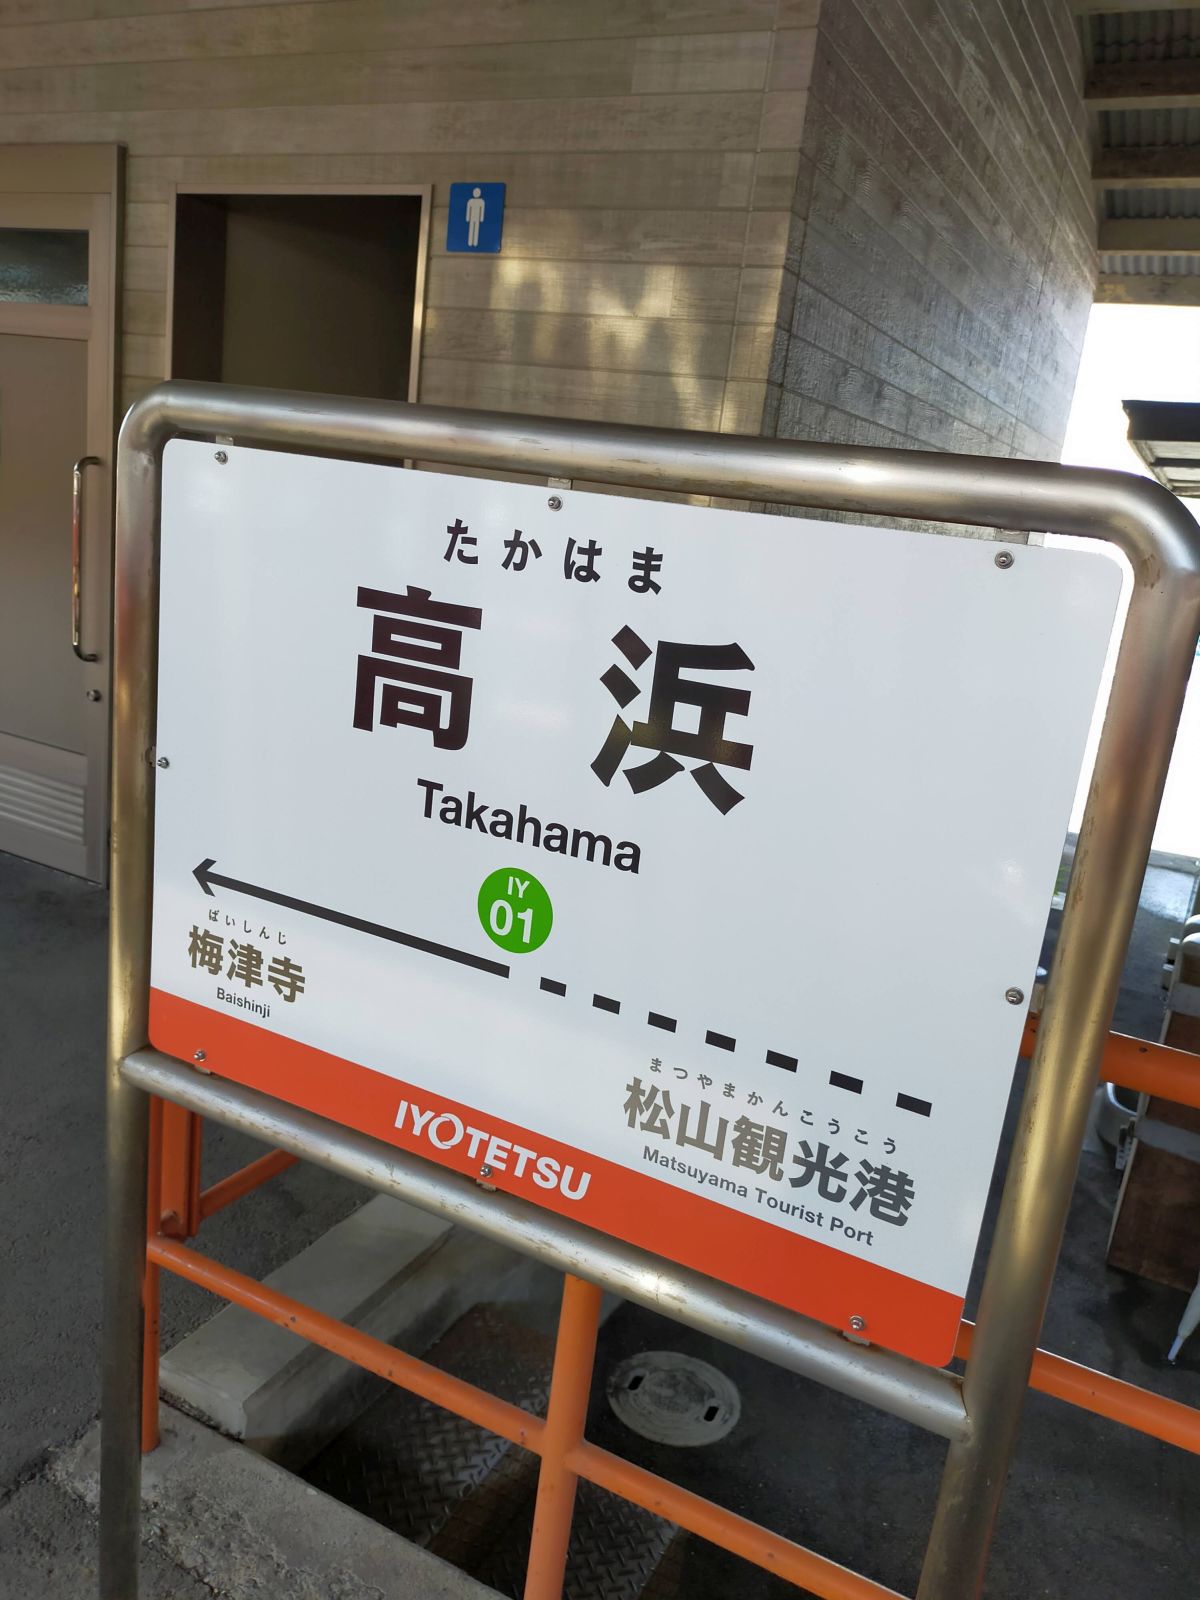 たかはま
高浜
Takahama
IY
01
ばいしんじ
梅津寺
Baishinji
まつやまかんこうこう
松山観光港
Matsuyama Tourist Port
IYOTETSU